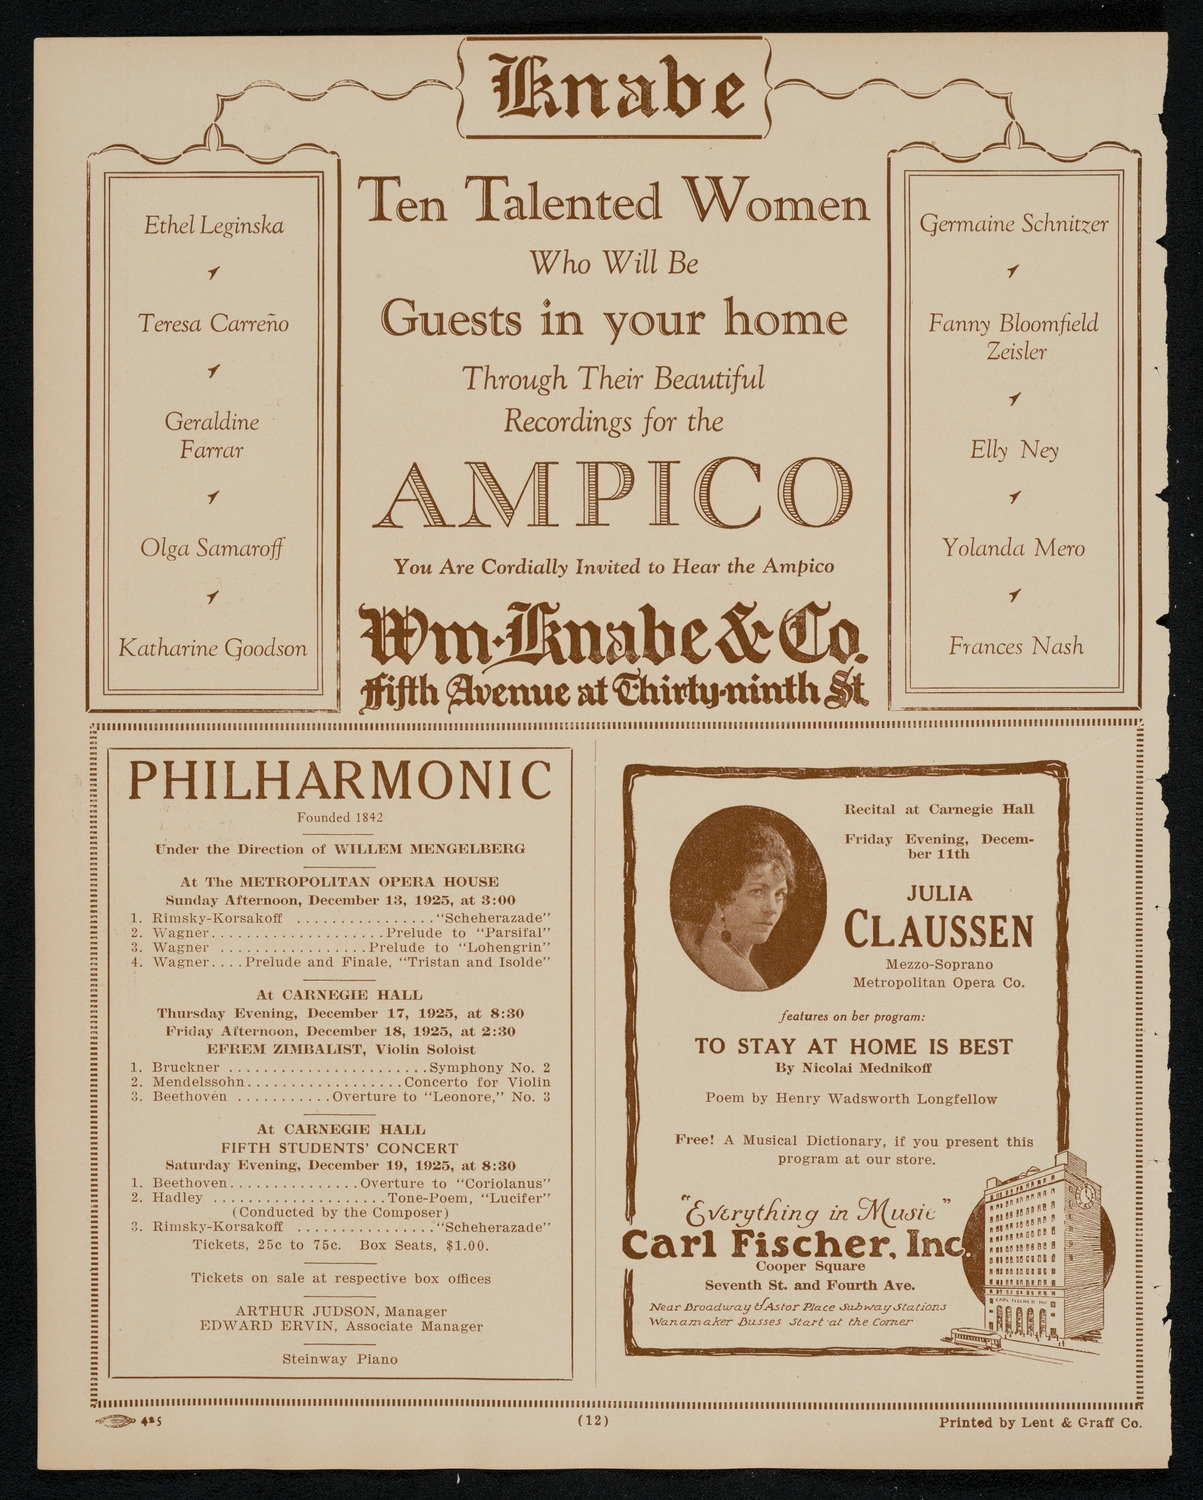 Knabe
Ethel Leginska
Teresa Carreño
Geraldine
Farrar
Olga Samaroff
Katharine Goodson
Ten Talented Women
Who Will Be
Guests in your home
Through Their Beautiful
Recordings for the
AMPICO
You Are Cordially Invited to Hear the Ampico
Wm. Knabe & Co.
Fifth Avenue at Thirty-ninth St
Germaine Schnitzer
Fanny Bloomfield
Zeisler
Elly Ney
Yolanda Mero
Frances Nash
PHILHARMONIC
Founded 1842
Under the Direction of WILLEM MENGELBERG
At The METROPOLITAN OPERA HOUSE
Sunday Afternoon, December 13, 1925, at 3:00
1. Rimsky-Korsakoff ................"Scheherazade"
2. Wagner....................Prelude to "Parsifal"
3. Wagner .................Prelude to "Lohengrin"
4. Wagner....Prelude and Finale, "Tristan and Isolde"
At CARNEGIE HALL
Thursday Evening, December 17, 1925, at 8:30
Friday Afternoon, December 18, 1925, at 2:30
EFREM ZIMBALIST, Violin Soloist
1. Bruckner .......................Symphony No. 2
2. Mendelssohn..................Concerto for Violin
3. Beethoven ...........Overture to "Leonore," No. 3
At CARNEGIE HALL
FIFTH STUDENTS' CONCERT
Saturday Evening, December 19, 1925, at 8:30
1. Beethoven...............Overture to "Coriolanus"
2. Hadley ....................Tone-Poem, "Lucifer"
(Conducted by the Composer)
3. Rimsky-Korsakoff ................"Scheherazade"
Tickets, 25c to 75c. Box Seats, $1.00.
Tickets on sale at respective box offices
ARTHUR JUDSON, Manager
EDWARD ERVIN, Associate Manager
Steinway Piano
Recital at Carnegie Hall
Friday Evening, Decem-
ber 11th
JULIA
CLAUSSEN
Mezzo-Soprano
Metropolitan Opera Co.
features on her program:
TO STAY AT HOME IS BEST
By Nicolai Mednikoff
Poem by Henry Wadsworth Longfellow
Free! A Musical Dictionary, if you present this
program at our store.
"Everything in Music"
Carl Fischer, Inc.
Cooper Square
Seventh St. and Fourth Ave.
Near Broadway & Astor Place Subway Stations
Wanamaker Busses Start at the Corner
CARL FISCHER INC
425
(12)
Printed by Lent & Graff Co.